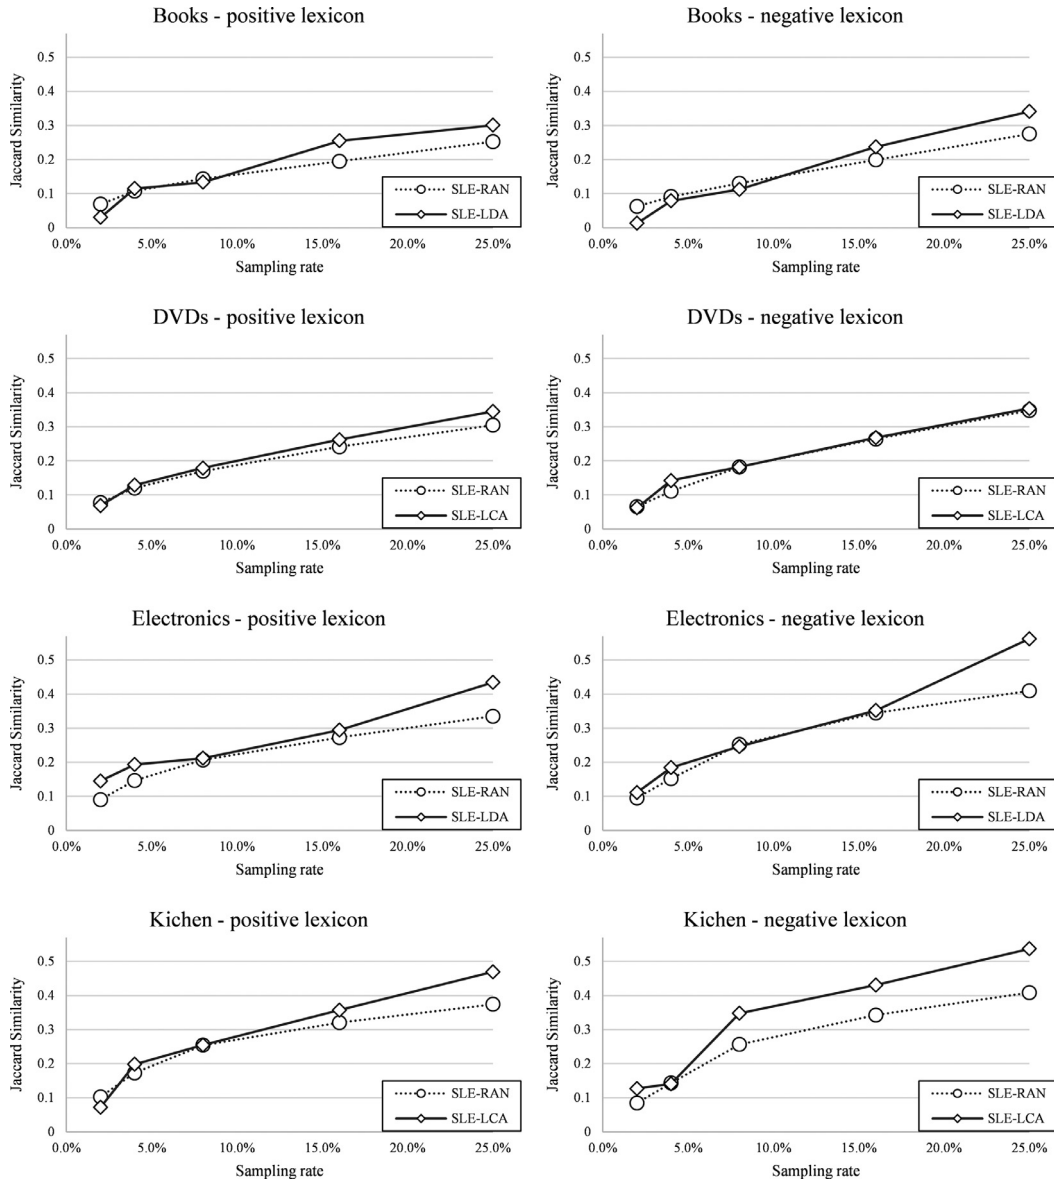 Books - positive lexicon
Jaccard Similarity
0.5
0.4
0.3
0.2
0.1
0
SLE-RAN
SLE-LDA
0.0% 5.0% 10.0% 15.0% 20.0% 25.0%
Sampling rate
Books - negative lexicon
Jaccard Similarity
0.5
0.4
0.3
0.2
0.1
0
SLE-RAN
SLE-LDA
0.0% 5.0% 10.0% 15.0% 20.0% 25.0%
Sampling rate
DVDs - positive lexicon
Jaccard Similarity
0.5
0.4
0.3
0.2
0.1
0
SLE-RAN
SLE-LCA
0.0% 5.0% 10.0% 15.0% 20.0% 25.0%
Sampling rate
DVDs - negative lexicon
Jaccard Similarity
0.5
0.4
0.3
0.2
0.1
0
SLE-RAN
SLE-LCA
0.0% 5.0% 10.0% 15.0% 20.0% 25.0%
Sampling rate
Electronics - positive lexicon
Jaccard Similarity
0.5
0.4
0.3
0.2
0.1
0
SLE-RAN
SLE-LDA
0.0% 5.0% 10.0% 15.0% 20.0% 25.0%
Sampling rate
Electronics - negative lexicon
Jaccard Similarity
0.5
0.4
0.3
0.2
0.1
0
SLE-RAN
SLE-LDA
0.0% 5.0% 10.0% 15.0% 20.0% 25.0%
Sampling rate
Kichen - positive lexicon
Jaccard Similarity
0.5
0.4
0.3
0.2
0.1
0
SLE-RAN
SLE-LCA
0.0% 5.0% 10.0% 15.0% 20.0% 25.0%
Sampling rate
Kichen - negative lexicon
Jaccard Similarity
0.5
0.4
0.3
0.2
0.1
0
SLE-RAN
SLE-LCA
0.0% 5.0% 10.0% 15.0% 20.0% 25.0%
Sampling rate